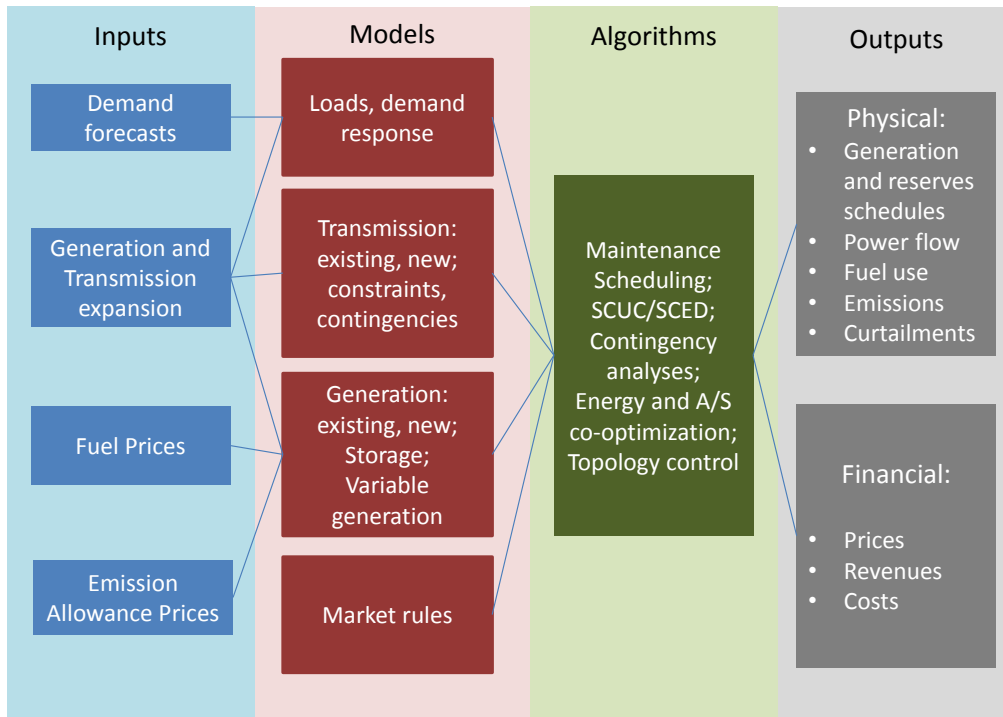 Inputs
Demand
forecasts
Generation and
Transmission
expansion
Fuel Prices
Emission
Allowance Prices
Models
Loads, demand
response
Transmission:
existing, new;
constraints,
contingencies
Generation:
existing, new;
Storage;
Variable
generation
Market rules
Algorithms
Maintenance
Scheduling;
SCUC/SCED;
Contingency
analyses;
Energy and A/S
co-optimization;
Topology control
Outputs
Physical:
• Generation
and reserves
schedules
• Power flow
• Fuel use
• Emissions
• Curtailments
Financial:
• Prices
• Revenues
• Costs